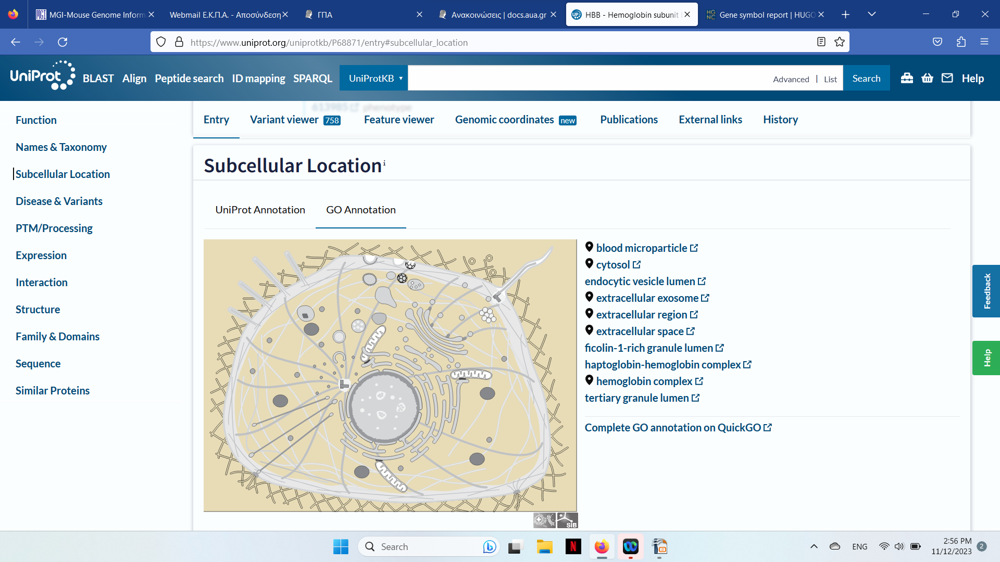 MGI-Mouse Genome Inform
Webmail Ε.Κ.Π.Α. - Αποσύνδεση
ΓΠΑ
Ανακοινώσεις | docs.aua.gr
HBB - Hemoglobin subunit
Gene symbol report | HUGO
https://www.uniprot.org/uniprotkb/P68871/entry#subcellular_location
UniProt
BLAST
Align
Peptide search
ID mapping
SPARQL
UniProtKB
Advanced | List
Search
Help
613985 phenotype
Entry
Variant viewer 758
Feature viewer
Genomic coordinates new
Publications
External links
History
Function
Names & Taxonomy
Subcellular Location
Disease & Variants
PTM/Processing
Expression
Interaction
Structure
Family & Domains
Sequence
Similar Proteins
Subcellular Location i
UniProt Annotation
GO Annotation
blood microparticle
cytosol
endocytic vesicle lumen
extracellular exosome
extracellular region
extracellular space
ficolin-1-rich granule lumen
haptoglobin-hemoglobin complex
hemoglobin complex
tertiary granule lumen
Complete GO annotation on QuickGO
SIB
Feedback
Help
Search
ENG
2:56 PM
11/12/2023
2